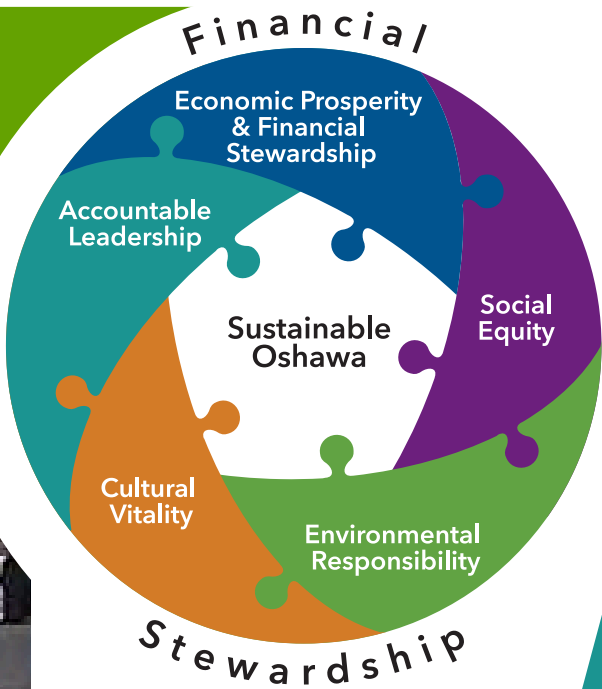 Financial
Economic Prosperity
& Financial
Stewardship
Accountable
Leadership
Social
Equity
Sustainable
Oshawa
Cultural
Vitality
Environmental
Responsibility
Stewardship